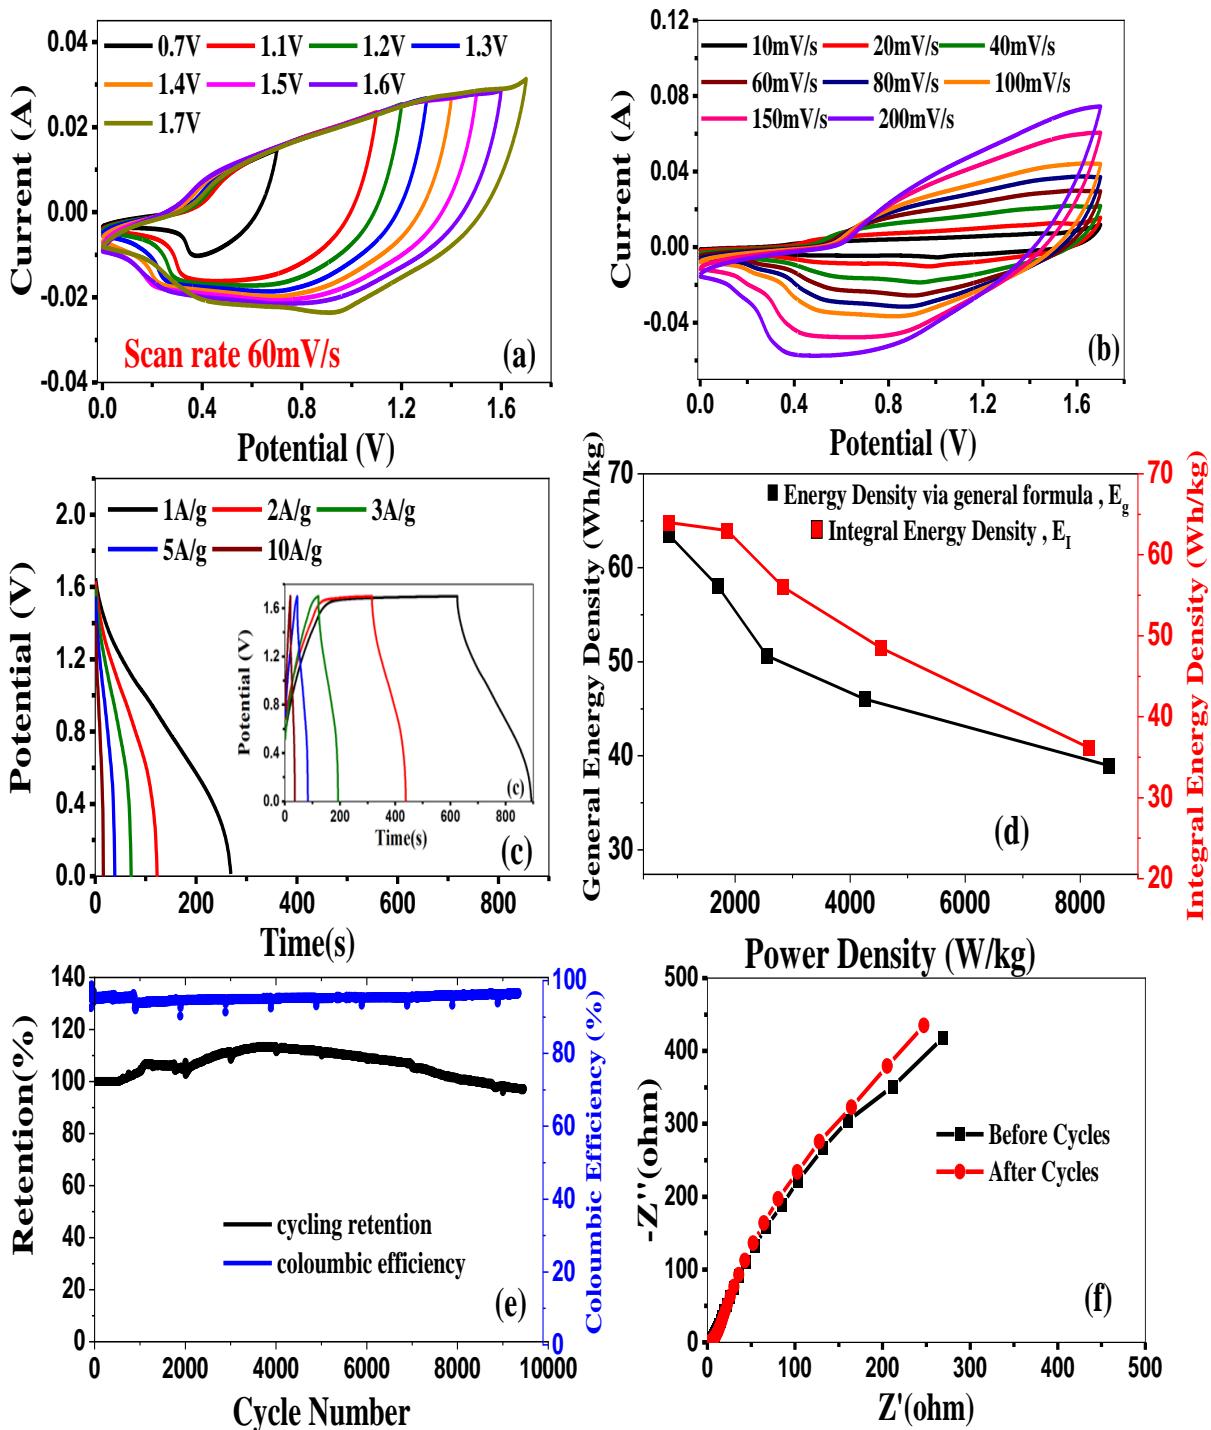 0.7V 1.1V 1.2V 1.3V
1.4V 1.5V 1.6V
1.7V
0.04
0.02
0.00
-0.02
-0.04
Current (A)
Scan rate 60mV/s
(a)
0.0 0.4 0.8 1.2 1.6
Potential (V)
10mV/s 20mV/s 40mV/s
60mV/s 80mV/s 100mV/s
150mV/s 200mV/s
0.12
0.08
0.04
0.00
-0.04
Current (A)
(b)
0.0 0.4 0.8 1.2 1.6
Potential (V)
1A/g 2A/g 3A/g
5A/g 10A/g
2.0
1.6
1.2
0.8
0.4
0.0
Potential (V)
1.6
1.2
0.8
0.4
0.0
Potential (V)
(c)
0 200 400 600 800
Time(s)
(c)
0 200 400 600 800
Time(s)
Energy Density via general formula , Eg
Integral Energy Density , EI
70
60
50
40
30
General Energy Density (Wh/kg)
70
60
50
40
30
20
Integral Energy Density (Wh/kg)
(d)
2000 4000 6000 8000
Power Density (W/kg)
140
120
100
80
60
40
20
0
Retention(%)
100
80
60
40
20
0
Coloumbic Efficiency (%)
cycling retention
coloumbic efficiency
(e)
0 2000 4000 6000 8000 10000
Cycle Number
500
400
300
200
100
0
-Z''(ohm)
Before Cycles
After Cycles
(f)
0 100 200 300 400 500
Z'(ohm)